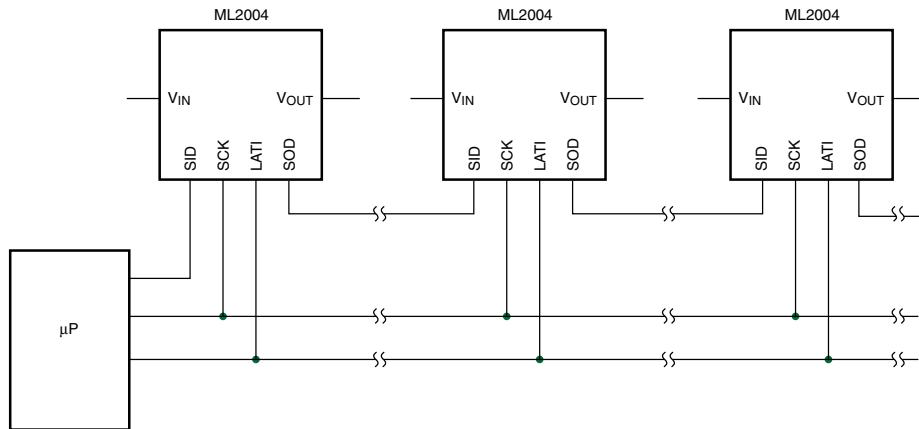 ML2004 ML2004 ML2004
VIN VOUT VIN VOUT VIN VOUT
SID SCK LATI SOD SID SCK LATI SOD SID SCK LATI SOD
μP